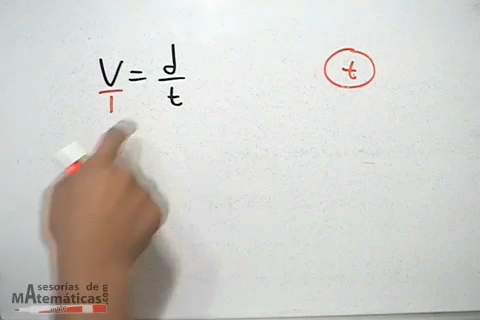 V/1 = d/t
t
Asesorías de
MAtemáticas.com